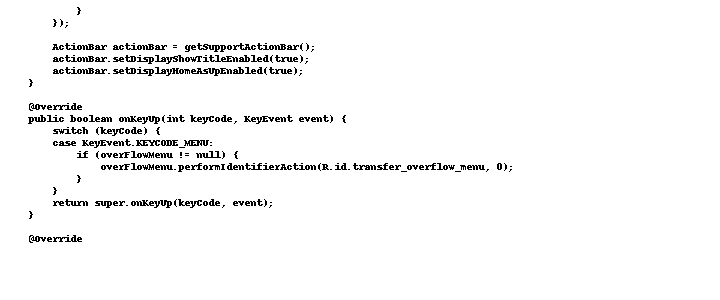 }
    });

    ActionBar actionBar = getSupportActionBar();
    actionBar.setDisplayShowTitleEnabled(true);
    actionBar.setDisplayHomeAsUpEnabled(true);
}

@Override
public boolean onKeyUp(int keyCode, KeyEvent event) {
    switch (keyCode) {
    case KeyEvent.KEYCODE_MENU:
        if (overFlowMenu != null) {
            overFlowMenu.performIdentifierAction(R.id.transfer_overflow_menu, 0);
        }
    }
    return super.onKeyUp(keyCode, event);
}

@Override